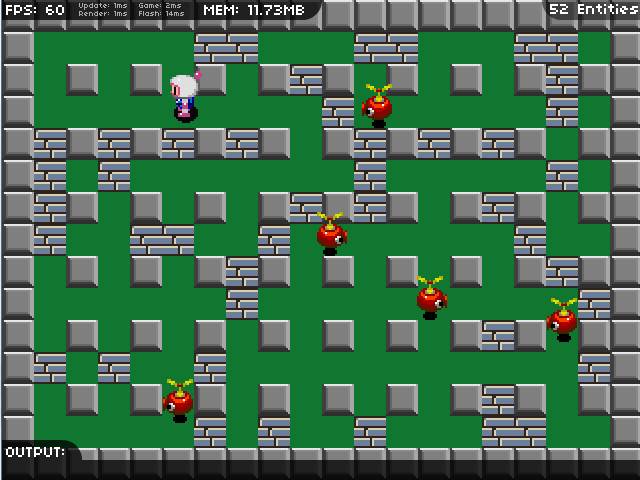 FPS: 60
Update: 1ms
Render: 1ms
Game: 2ms
Flash: 14ms
MEM: 11.73MB
52 Entities
OUTPUT: